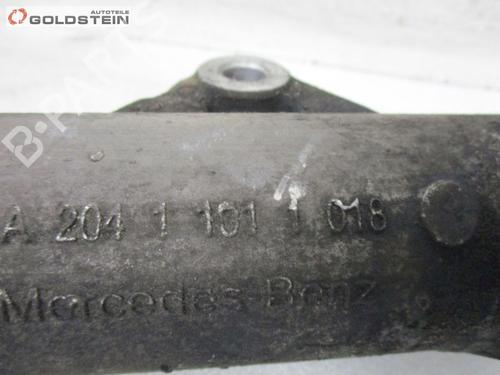 AUTOTEILE
GOLDSTEIN
B-PARTS
A 204 1 101 1 018
Mercedes-Benz